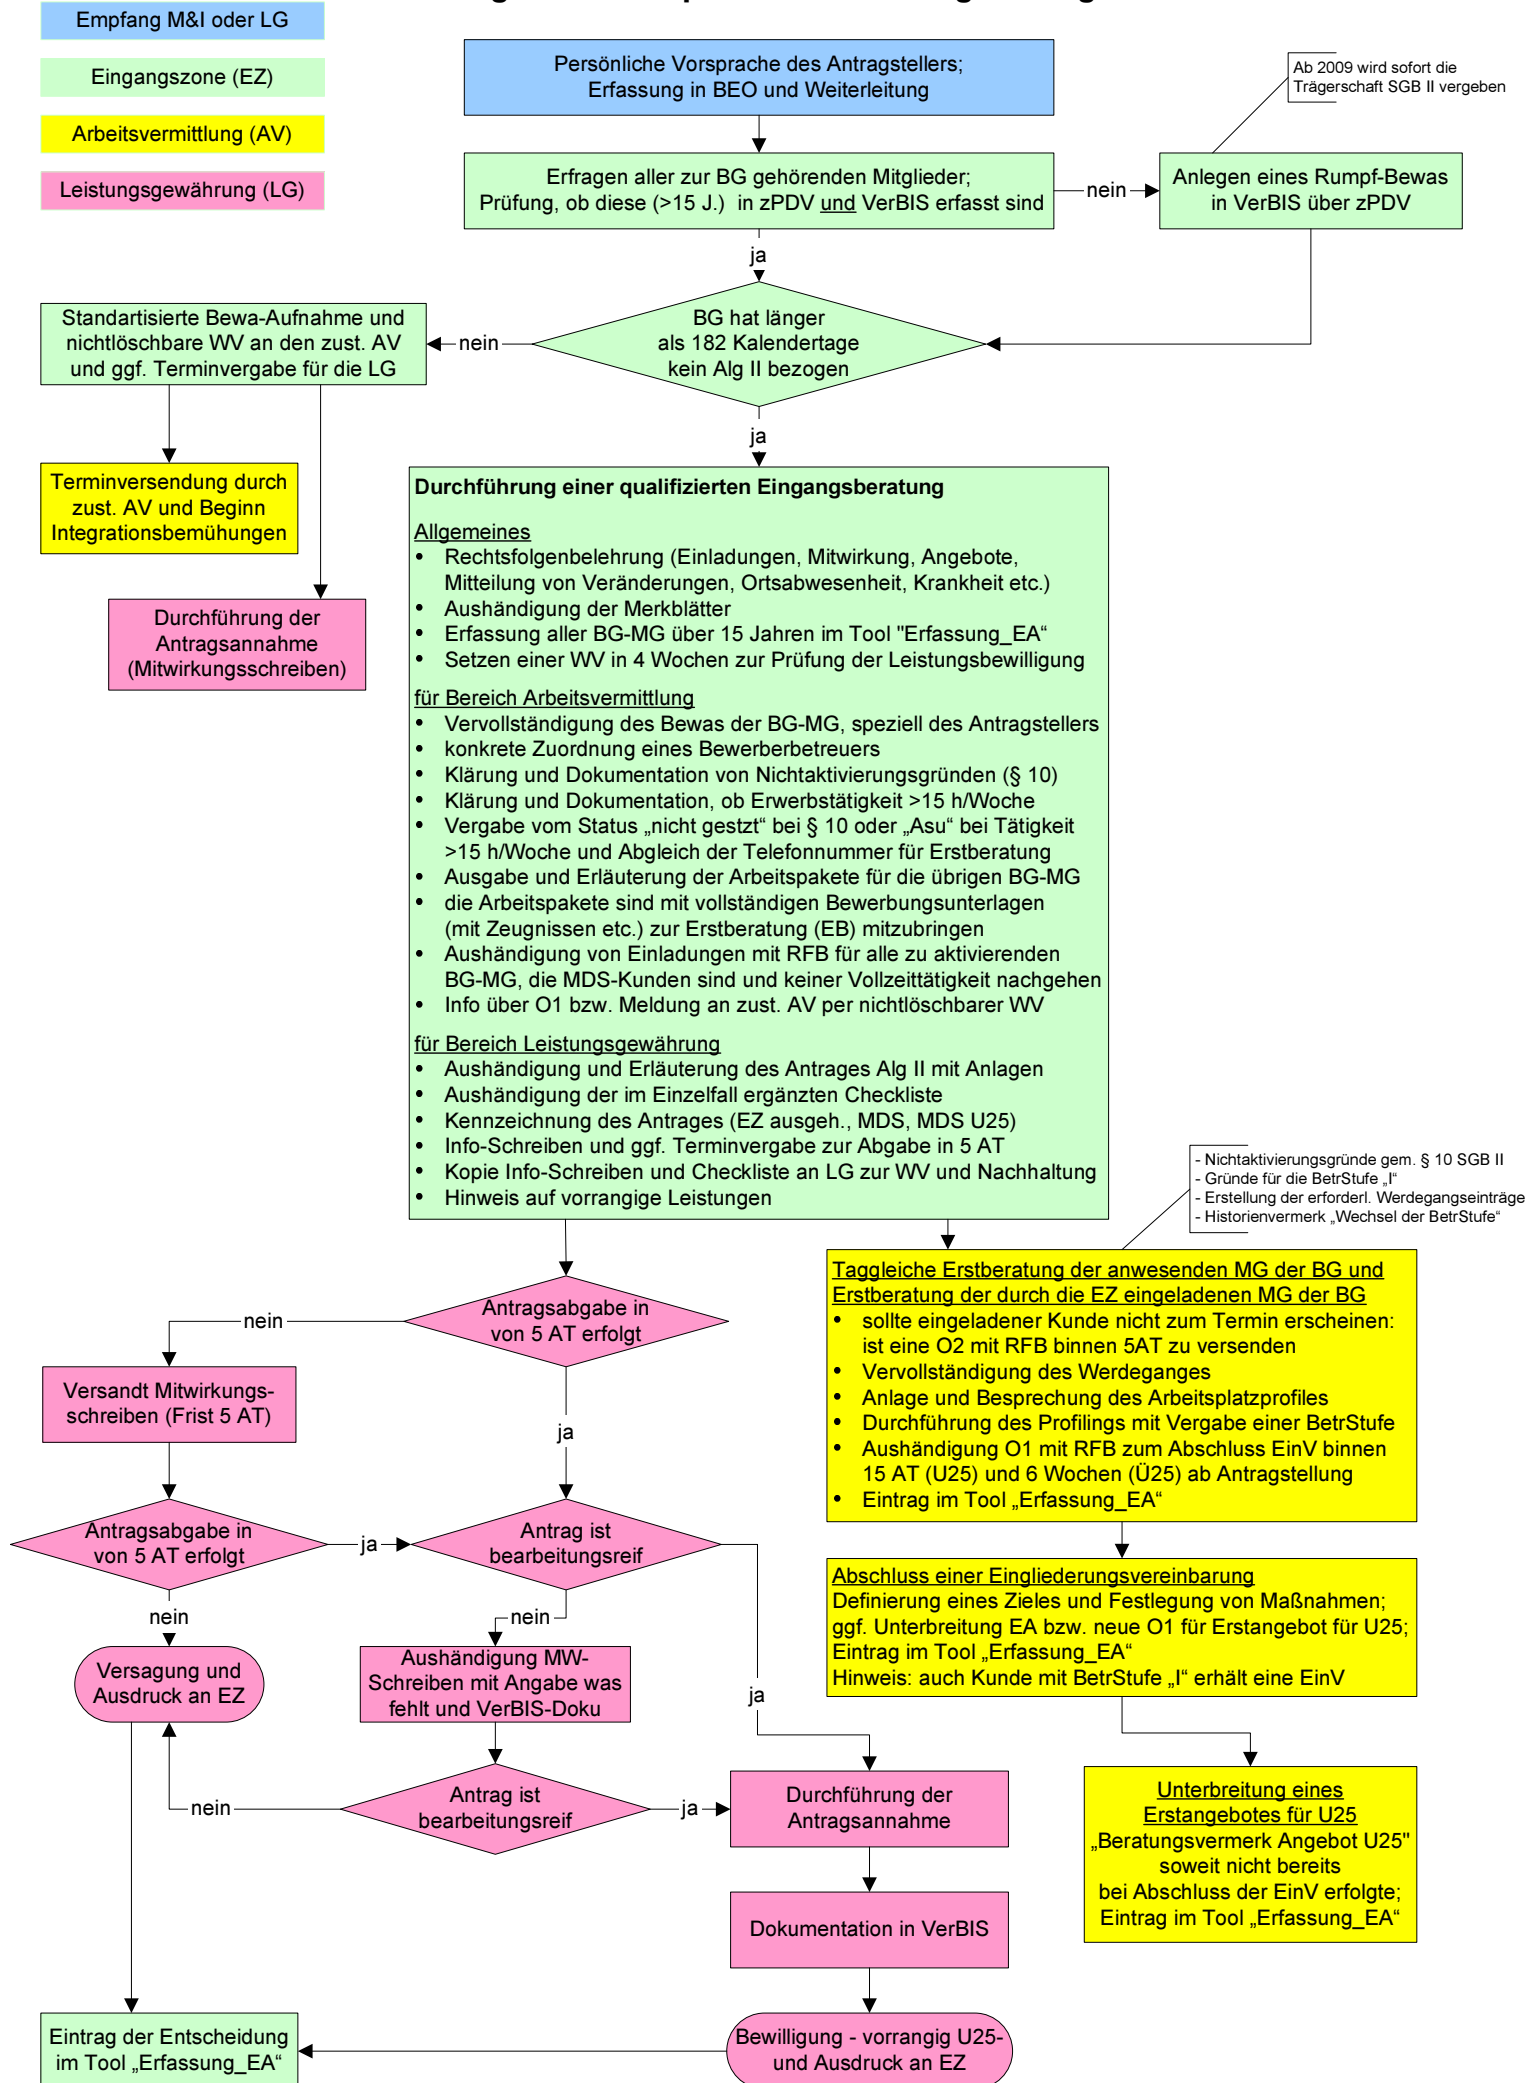 Empfang M&I oder LG
Eingangszone (EZ)
Arbeitsvermittlung (AV)
Leistungsgewährung (LG)
Persönliche Vorsprache des Antragstellers;
Erfassung in BEO und Weiterleitung
Ab 2009 wird sofort die
Trägerschaft SGB II vergeben
Erfragen aller zur BG gehörenden Mitglieder;
Prüfung, ob diese (>15 J.) in zPDV und VerBIS erfasst sind
nein
Anlegen eines Rumpf-Bewas
in VerBIS über zPDV
ja
BG hat länger
als 182 Kalendertage
kein Alg II bezogen
nein
Standartisierte Bewa-Aufnahme und
nichtlöschbare WV an den zust. AV
und ggf. Terminvergabe für die LG
ja
Terminversendung durch
zust. AV und Beginn
Integrationsbemühungen
Durchführung der
Antragsannahme
(Mitwirkungsschreiben)
Durchführung einer qualifizierten Eingangsberatung
Allgemeines
• Rechtsfolgenbelehrung (Einladungen, Mitwirkung, Angebote,
Mitteilung von Veränderungen, Ortsabwesenheit, Krankheit etc.)
• Aushändigung der Merkblätter
• Erfassung aller BG-MG über 15 Jahren im Tool "Erfassung_EA“
• Setzen einer WV in 4 Wochen zur Prüfung der Leistungsbewilligung
für Bereich Arbeitsvermittlung
• Vervollständigung des Bewas der BG-MG, speziell des Antragstellers
• konkrete Zuordnung eines Bewerberbetreuers
• Klärung und Dokumentation von Nichtaktivierungsgründen (§ 10)
• Klärung und Dokumentation, ob Erwerbstätigkeit >15 h/Woche
• Vergabe vom Status „nicht gestzt“ bei § 10 oder „Asu“ bei Tätigkeit
>15 h/Woche und Abgleich der Telefonnummer für Erstberatung
• Ausgabe und Erläuterung der Arbeitspakete für die übrigen BG-MG
• die Arbeitspakete sind mit vollständigen Bewerbungsunterlagen
(mit Zeugnissen etc.) zur Erstberatung (EB) mitzubringen
• Aushändigung von Einladungen mit RFB für alle zu aktivierenden
BG-MG, die MDS-Kunden sind und keiner Vollzeittätigkeit nachgehen
• Info über O1 bzw. Meldung an zust. AV per nichtlöschbarer WV
für Bereich Leistungsgewährung
• Aushändigung und Erläuterung des Antrages Alg II mit Anlagen
• Aushändigung der im Einzelfall ergänzten Checkliste
• Kennzeichnung des Antrages (EZ ausgeh., MDS, MDS U25)
• Info-Schreiben und ggf. Terminvergabe zur Abgabe in 5 AT
• Kopie Info-Schreiben und Checkliste an LG zur WV und Nachhaltung
• Hinweis auf vorrangige Leistungen
- Nichtaktivierungsgründe gem. § 10 SGB II
- Gründe für die BetrStufe „I“
- Erstellung der erforderl. Werdegangseinträge
- Historienvermerk „Wechsel der BetrStufe“
Antragsabgabe in
von 5 AT erfolgt
nein
Versandt Mitwirkungs-
schreiben (Frist 5 AT)
ja
Taggleiche Erstberatung der anwesenden MG der BG und
Erstberatung der durch die EZ eingeladenen MG der BG
• sollte eingeladener Kunde nicht zum Termin erscheinen:
ist eine O2 mit RFB binnen 5AT zu versenden
• Vervollständigung des Werdeganges
• Anlage und Besprechung des Arbeitsplatzprofiles
• Durchführung des Profilings mit Vergabe einer BetrStufe
• Aushändigung O1 mit RFB zum Abschluss EinV binnen
15 AT (U25) und 6 Wochen (Ü25) ab Antragstellung
• Eintrag im Tool „Erfassung_EA“
Antragsabgabe in
von 5 AT erfolgt
ja
Antrag ist
bearbeitungsreif
nein
nein
ja
Abschluss einer Eingliederungsvereinbarung
Definierung eines Zieles und Festlegung von Maßnahmen;
ggf. Unterbreitung EA bzw. neue O1 für Erstangebot für U25;
Eintrag im Tool „Erfassung_EA“
Hinweis: auch Kunde mit BetrStufe „I“ erhält eine EinV
Versagung und
Ausdruck an EZ
Aushändigung MW-
Schreiben mit Angabe was
fehlt und VerBIS-Doku
Antrag ist
bearbeitungsreif
nein
ja
Durchführung der
Antragsannahme
Unterbreitung eines
Erstangebotes für U25
„Beratungsvermerk Angebot U25"
soweit nicht bereits
bei Abschluss der EinV erfolgte;
Eintrag im Tool „Erfassung_EA“
Dokumentation in VerBIS
Eintrag der Entscheidung
im Tool „Erfassung_EA“
Bewilligung - vorrangig U25-
und Ausdruck an EZ